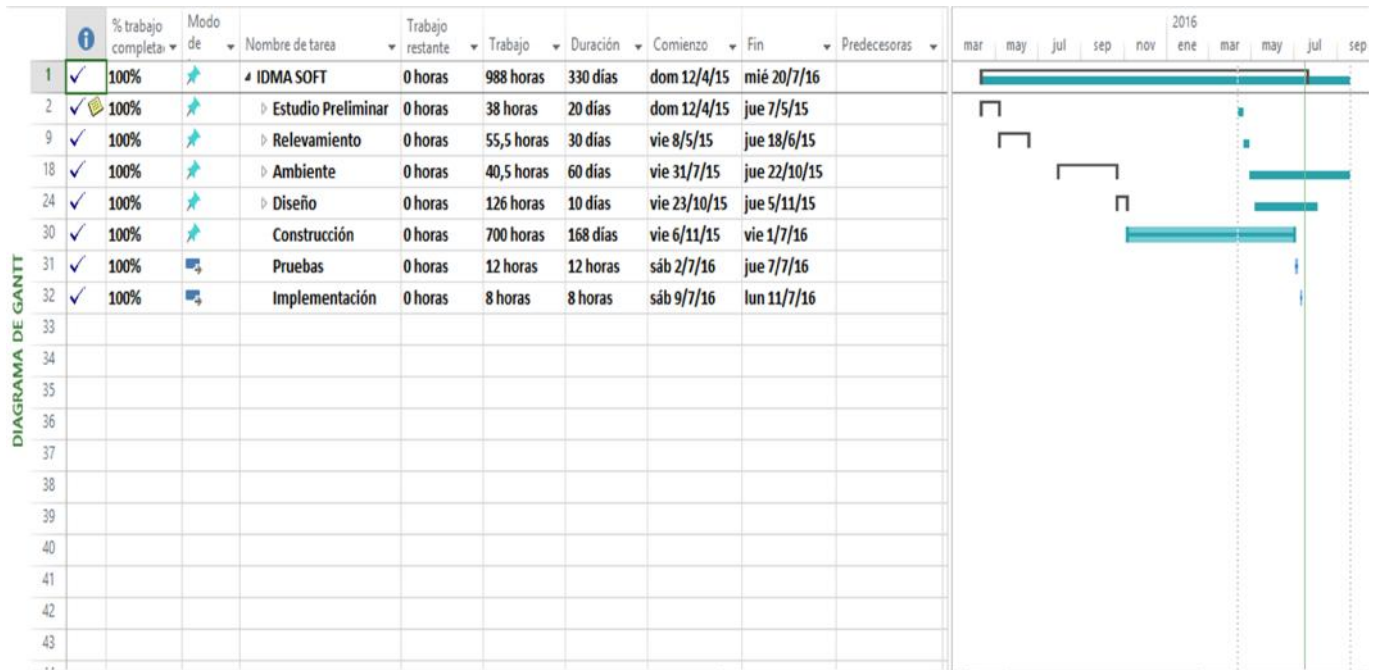 % trabajo completa Modo de Nombre de tarea Trabajo restante Trabajo Duración Comienzo Fin Predecesoras
2016
mar may jul sep nov ene mar may jul sep
1 100% IDMA SOFT 0 horas 988 horas 330 días dom 12/4/15 mié 20/7/16
2 100% Estudio Preliminar 0 horas 38 horas 20 días dom 12/4/15 jue 7/5/15
9 100% Relevamiento 0 horas 55,5 horas 30 días vie 8/5/15 jue 18/6/15
18 100% Ambiente 0 horas 40,5 horas 60 días vie 31/7/15 jue 22/10/15
24 100% Diseño 0 horas 126 horas 10 días vie 23/10/15 jue 5/11/15
30 100% Construcción 0 horas 700 horas 168 días vie 6/11/15 vie 1/7/16
31 100% Pruebas 0 horas 12 horas 12 horas sáb 2/7/16 jue 7/7/16
32 100% Implementación 0 horas 8 horas 8 horas sáb 9/7/16 lun 11/7/16
33
34
35
36
37
38
39
40
41
42
43
DIAGRAMA DE GANTT